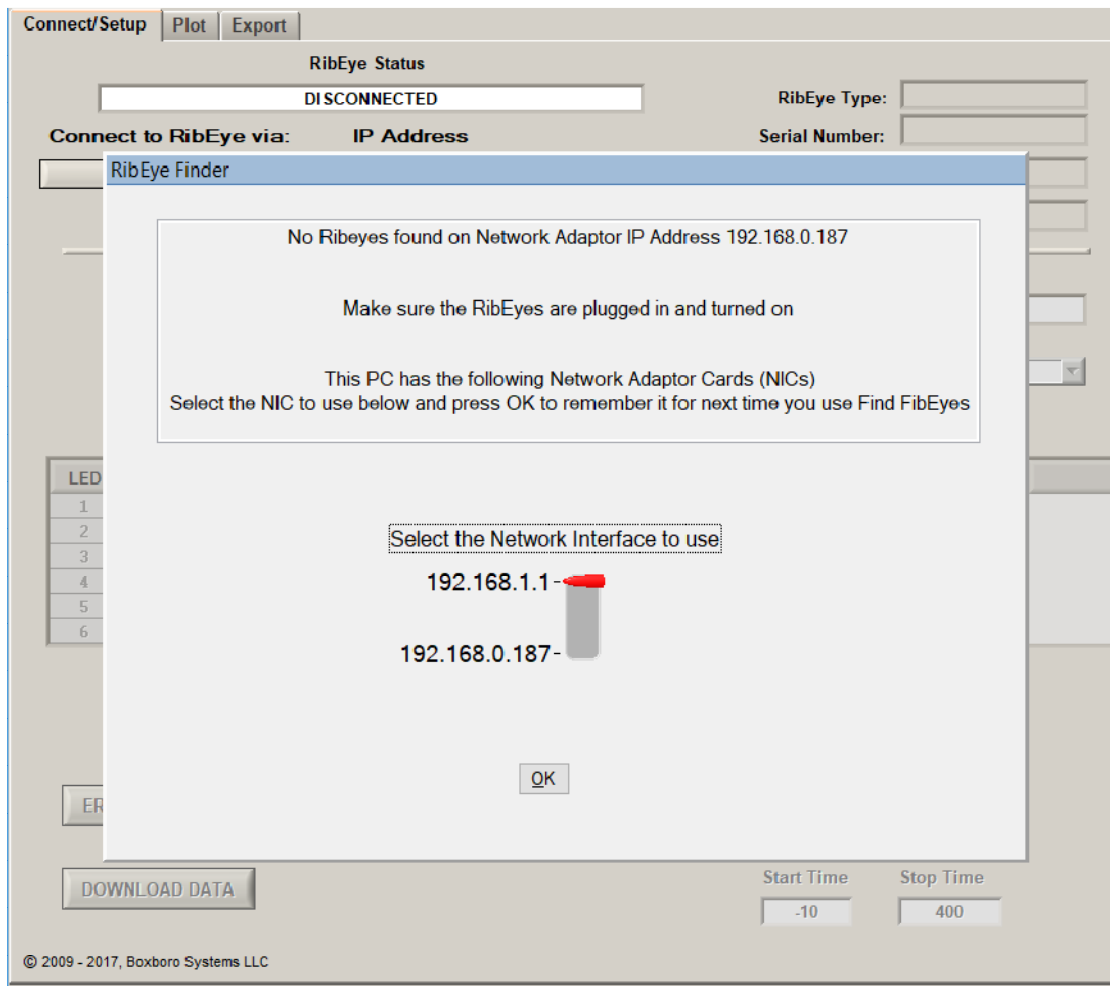 Connect/Setup
Plot
Export
RibEye Status
DISCONNECTED
RibEye Type:
Connect to RibEye via:
IP Address
Serial Number:
RibEye Finder
No Ribeyes found on Network Adaptor IP Address 192.168.0.187
Make sure the RibEyes are plugged in and turned on
This PC has the following Network Adaptor Cards (NICs)
Select the NIC to use below and press OK to remember it for next time you use Find FibEyes
LED
1
2
3
4
5
6
Select the Network Interface to use
192.168.1.1-
192.168.0.187-
OK
ER
DOWNLOAD DATA
Start Time
Stop Time
-10
400
© 2009 - 2017, Boxboro Systems LLC